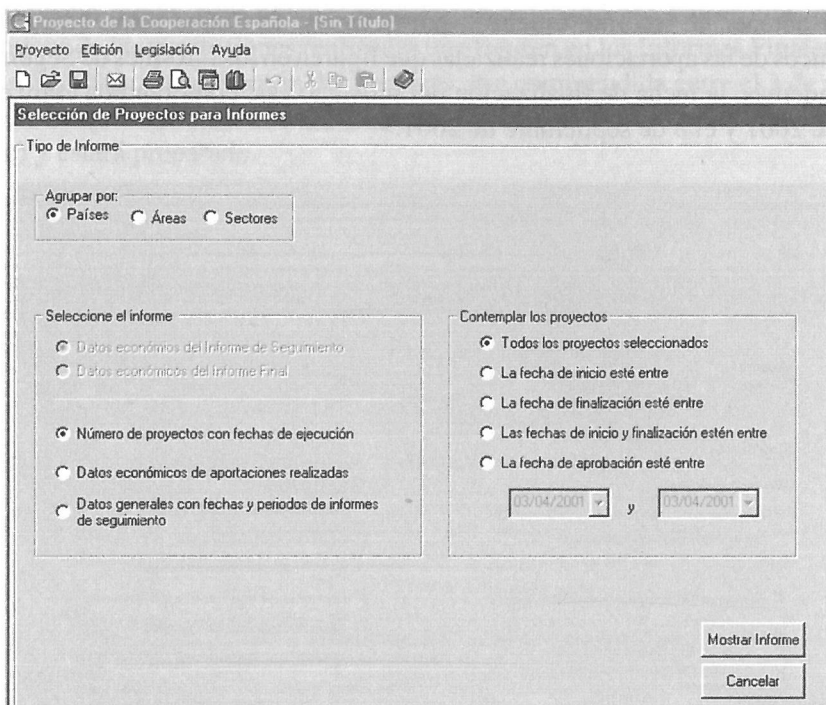 Proyecto de la Cooperación Española - [Sin Título]
Proyecto Edición Legislación Ayuda
Selección de Proyectos para Informes
Tipo de Informe
Agrupar por:
Países Áreas Sectores
Seleccione el informe
Datos económios del Informe de Seguimiento
Datos económicos del Informe Final
Número de proyectos con fechas de ejecución
Datos económicos de aportaciones realizadas
Datos generales con fechas y periodos de informes
de seguimiento
Contemplar los proyectos
Todos los proyectos seleccionados
La fecha de inicio esté entre
La fecha de finalización esté entre
Las fechas de inicio y finalización estén entre
La fecha de aprobación esté entre
03/04/2001 y 03/04/2001
Mostrar Informe
Cancelar